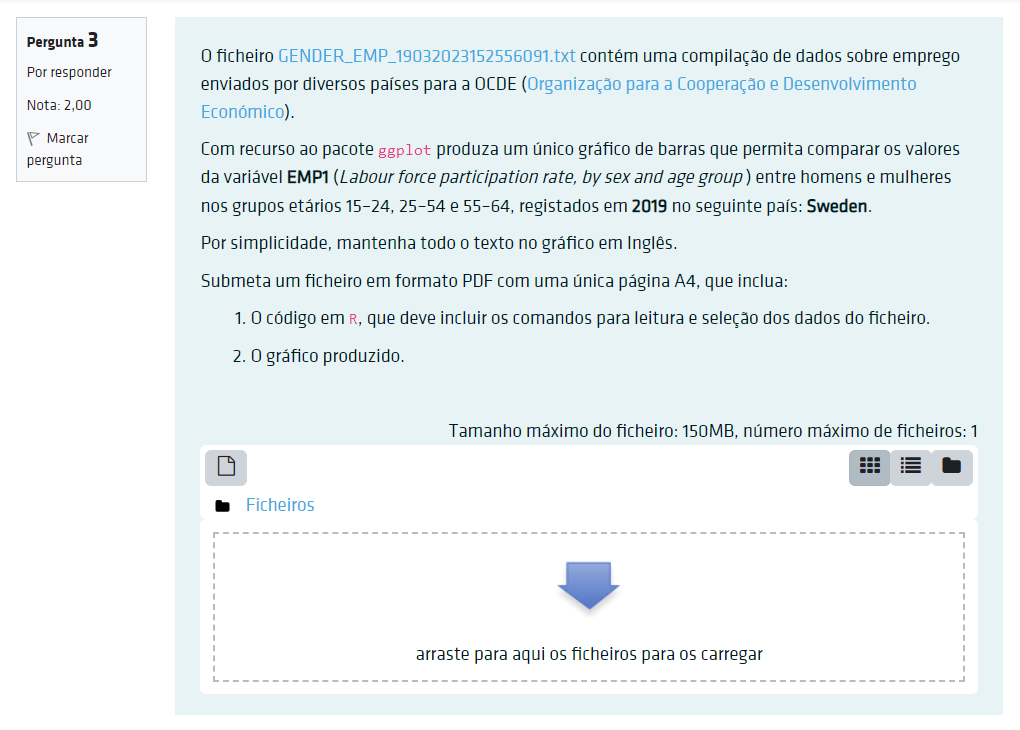 Pergunta 3
Por responder
Nota: 2,00
Marcar
pergunta
O ficheiro GENDER_EMP_19032023152556091.txt contém uma compilação de dados sobre emprego
enviados por diversos países para a OCDE (Organização para a Cooperação e Desenvolvimento
Económico).
Com recurso ao pacote ggplot produza um único gráfico de barras que permita comparar os valores
da variável EMP1 (Labour force participation rate, by sex and age group ) entre homens e mulheres
nos grupos etários 15–24, 25–54 e 55–64, registados em 2019 no seguinte país: Sweden.
Por simplicidade, mantenha todo o texto no gráfico em Inglês.
Submeta um ficheiro em formato PDF com uma única página A4, que inclua:
1. O código em R, que deve incluir os comandos para leitura e seleção dos dados do ficheiro.
2. O gráfico produzido.
Tamanho máximo do ficheiro: 150MB, número máximo de ficheiros: 1
Ficheiros
arraste para aqui os ficheiros para os carregar